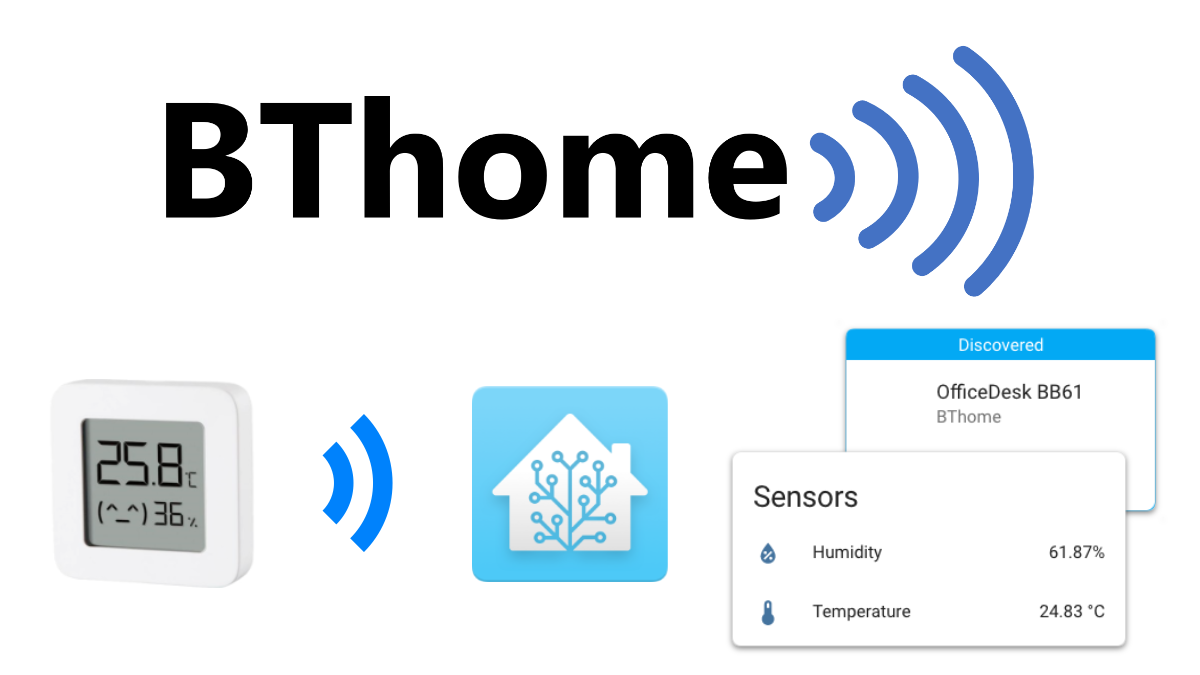 BThome
Discovered
OfficeDesk BB61
BThome
25.8°C
(^_^) 36%
Sensors
Humidity 61.87%
Temperature 24.83 °C